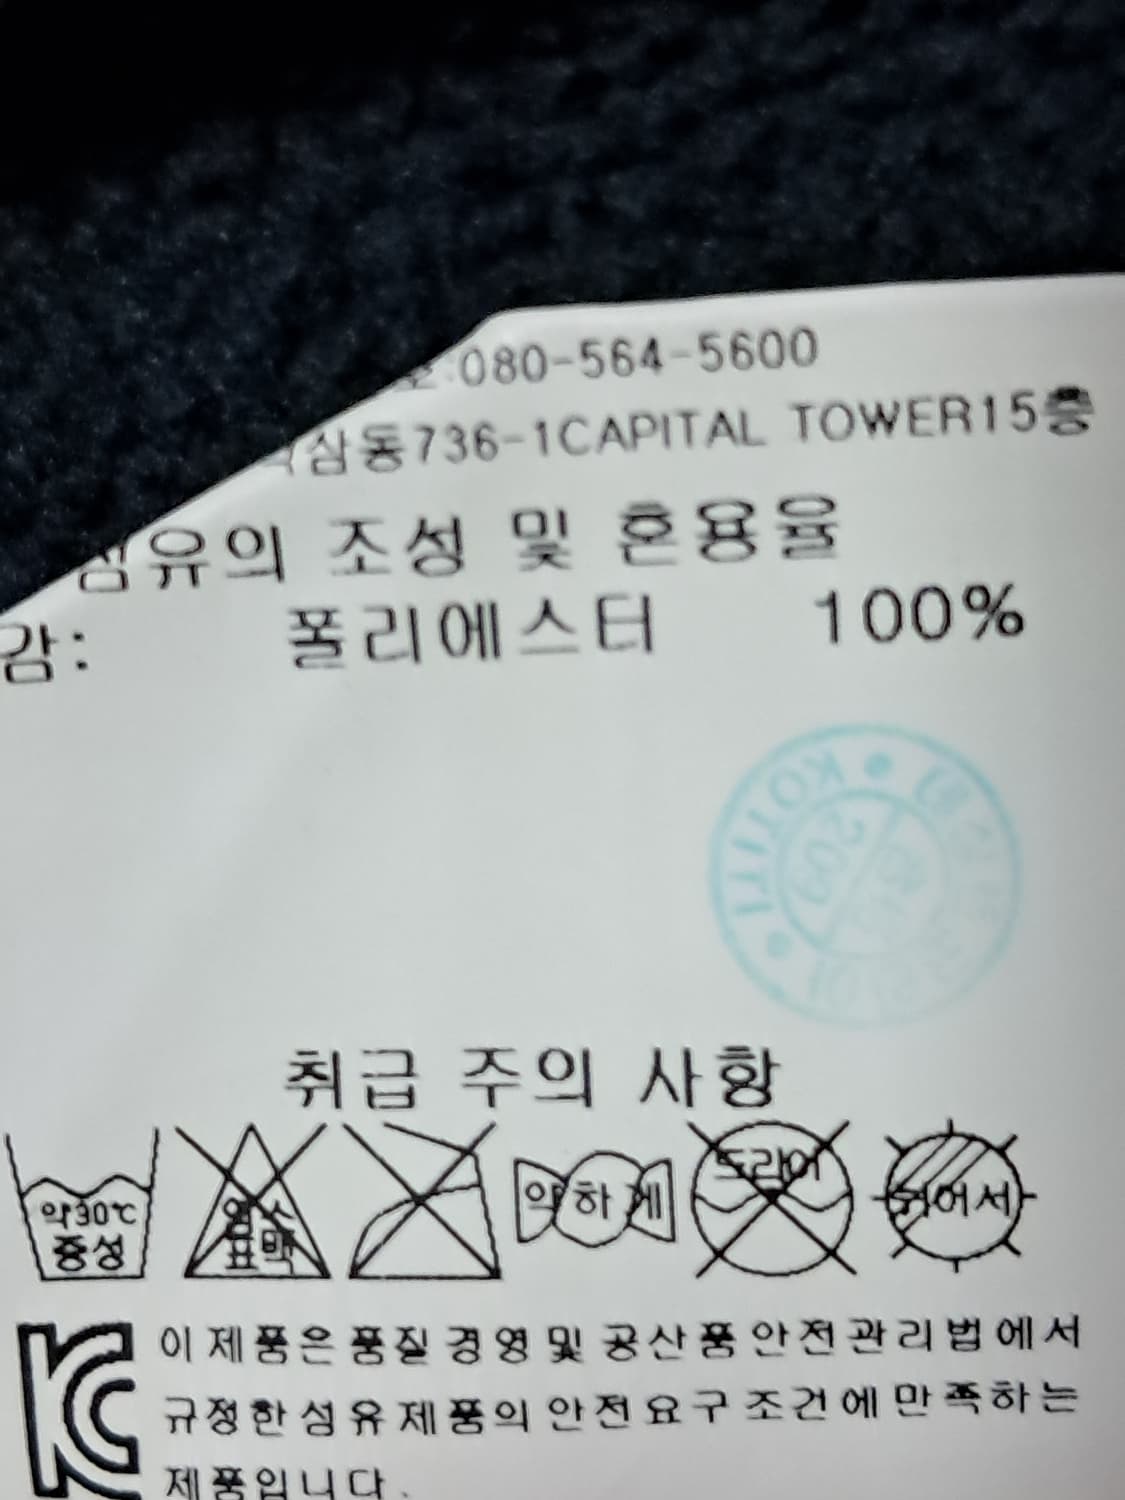 :080-564-5600
삼동736-1CAPITAL TOWER15층
섬유의 조성 및 혼용율
감: 폴리에스터 100%
KOTITI
취급 주의 사항
약30℃ 중성
염소 표백
약하게
드라이
뉘어서
KC
이 제품은 품질 경영및 공산품 안전관리법에서
규정한 섬유제품의 안전요구조건에 만족하는
제품입니다.